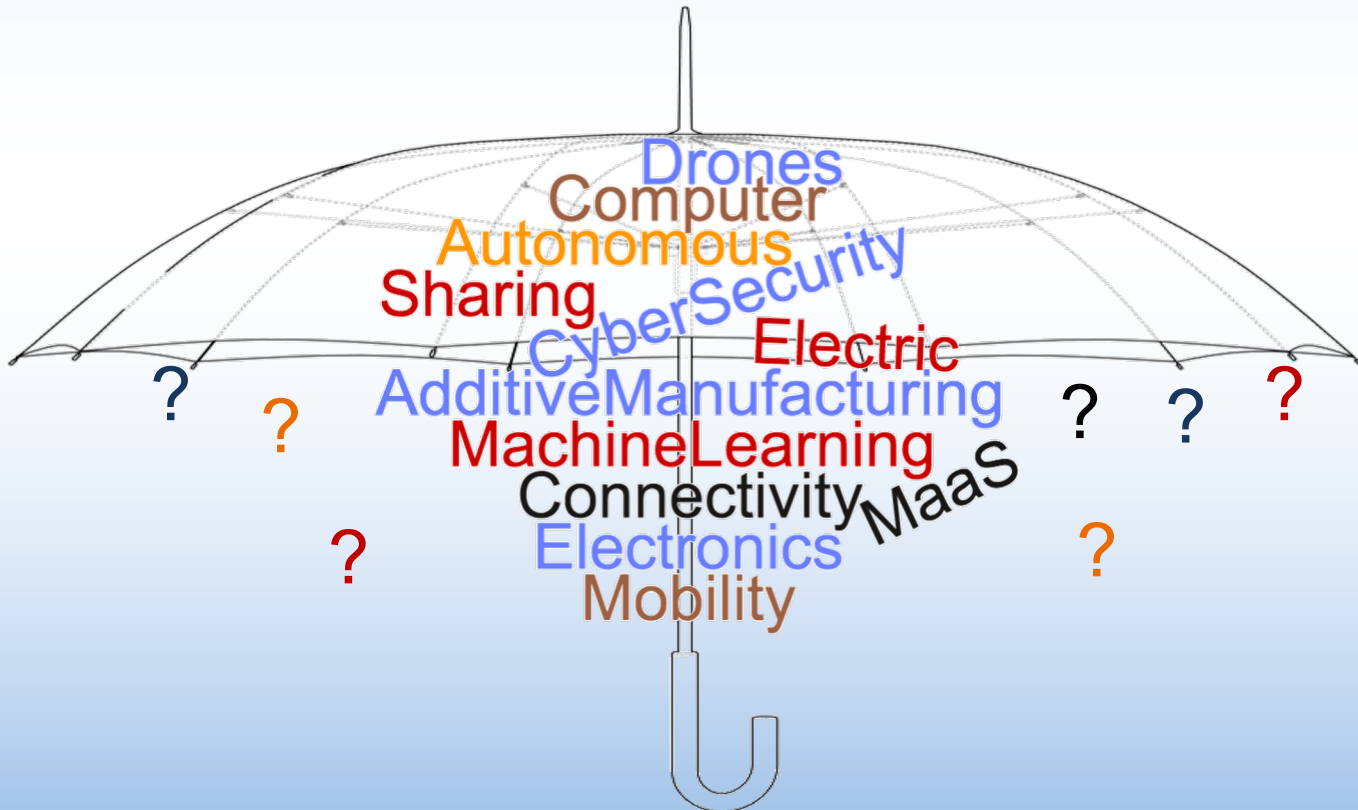 Drones
Computer
Autonomous
CyberSecurity
Sharing
Electric
AdditiveManufacturing
MachineLearning
Connectivity
MaaS
Electronics
Mobility
? ? ? ? ?
? ?